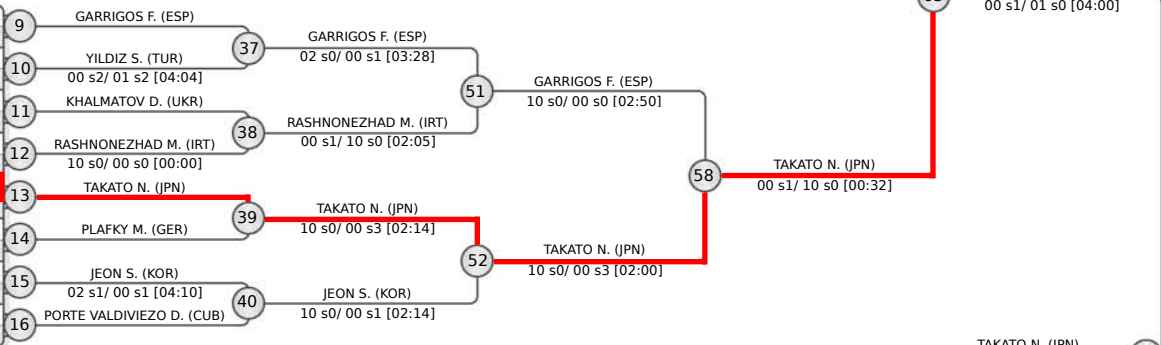 00 s1/ 01 s0 [04:00]
9
GARRIGOS F. (ESP)
37
GARRIGOS F. (ESP)
02 s0/ 00 s1 [03:28]
10
YILDIZ S. (TUR)
00 s2/ 01 s2 [04:04]
51
GARRIGOS F. (ESP)
10 s0/ 00 s0 [02:50]
11
KHALMATOV D. (UKR)
38
RASHNONEZHAD M. (IRT)
00 s1/ 10 s0 [02:05]
12
RASHNONEZHAD M. (IRT)
10 s0/ 00 s0 [00:00]
58
TAKATO N. (JPN)
00 s1/ 10 s0 [00:32]
13
TAKATO N. (JPN)
39
TAKATO N. (JPN)
10 s0/ 00 s3 [02:14]
14
PLAFKY M. (GER)
52
TAKATO N. (JPN)
10 s0/ 00 s3 [02:00]
15
JEON S. (KOR)
02 s1/ 00 s1 [04:10]
40
JEON S. (KOR)
10 s0/ 00 s1 [02:14]
16
PORTE VALDIVIEZO D. (CUB)
TAKATO N. (JPN)